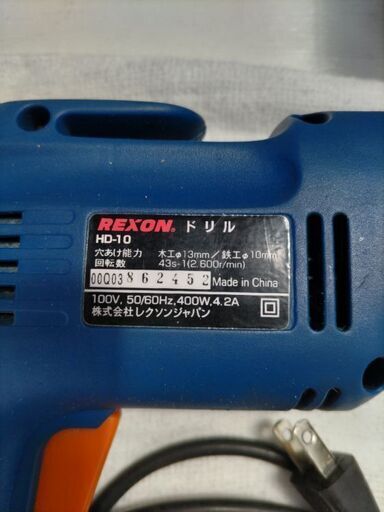 REXON® ドリル
HD-10
穴あけ能力 木工φ13mm/鉄工φ10mm
回転数 43s-1(2,600r/min)
00Q03 862452 Made in China
100V, 50/60Hz, 400W, 4.2A
株式会社レクソンジャパン